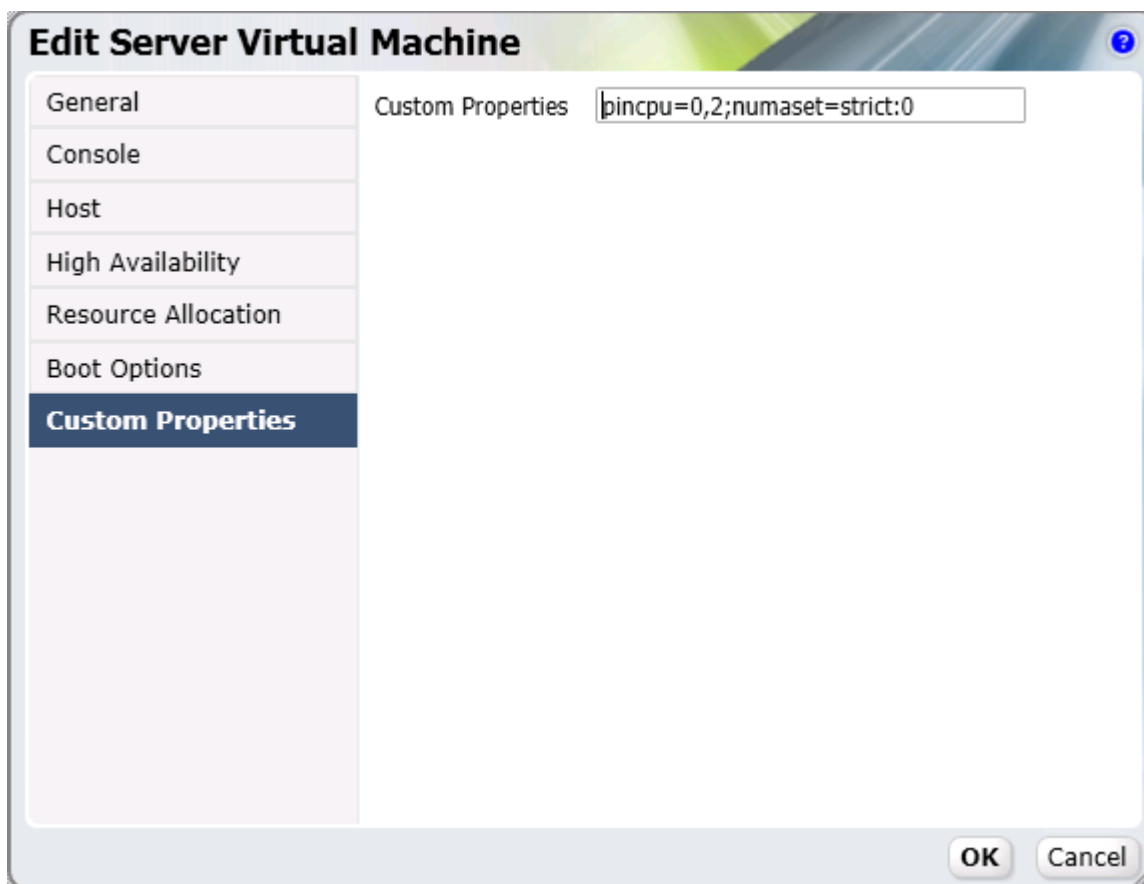 Edit Server Virtual Machine
?
General
Custom Properties pincpu=0,2;numaset=strict:0
Console
Host
High Availability
Resource Allocation
Boot Options
Custom Properties
OK Cancel